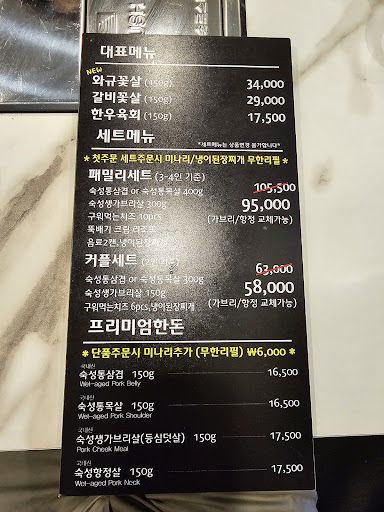 대표메뉴
NEW
와규꽃살 (150g) 34,000
갈비꽃살 (150g) 29,000
한우육회 (150g) 17,500
세트메뉴 *세트메뉴는 상품변경 불가합니다*
* 첫주문 세트주문시 미나리/냉이된장찌개 무한리필 *
패밀리세트 (3-4인 기준) 105,500
숙성통삼겹 or 숙성통목살 400g 95,000
숙성생가브리살 300g (가브리/항정 교체가능)
구워먹는치즈 10pcs
뚝배기 크림 리조또
음료2캔,냉이된장찌개
커플세트 (2인 기준) 63,000
숙성통삼겹 or 숙성통목살 300g 58,000
숙성생가브리살 150g (가브리/항정 교체가능)
구워먹는치즈 6pcs,냉이된장찌개
프리미엄한돈
* 단품주문시 미나리추가 (무한리필) ₩6,000 *
국내산
숙성통삼겹 150g 16,500
Wet-aged Pork Belly
국내산
숙성통목살 150g 16,500
Wet-aged Pork Shoulder
국내산
숙성생가브리살(등심덧살) 150g 17,500
Pork Cheek Meat
국내산
숙성항정살 150g 17,500
Wet-aged Pork Neck